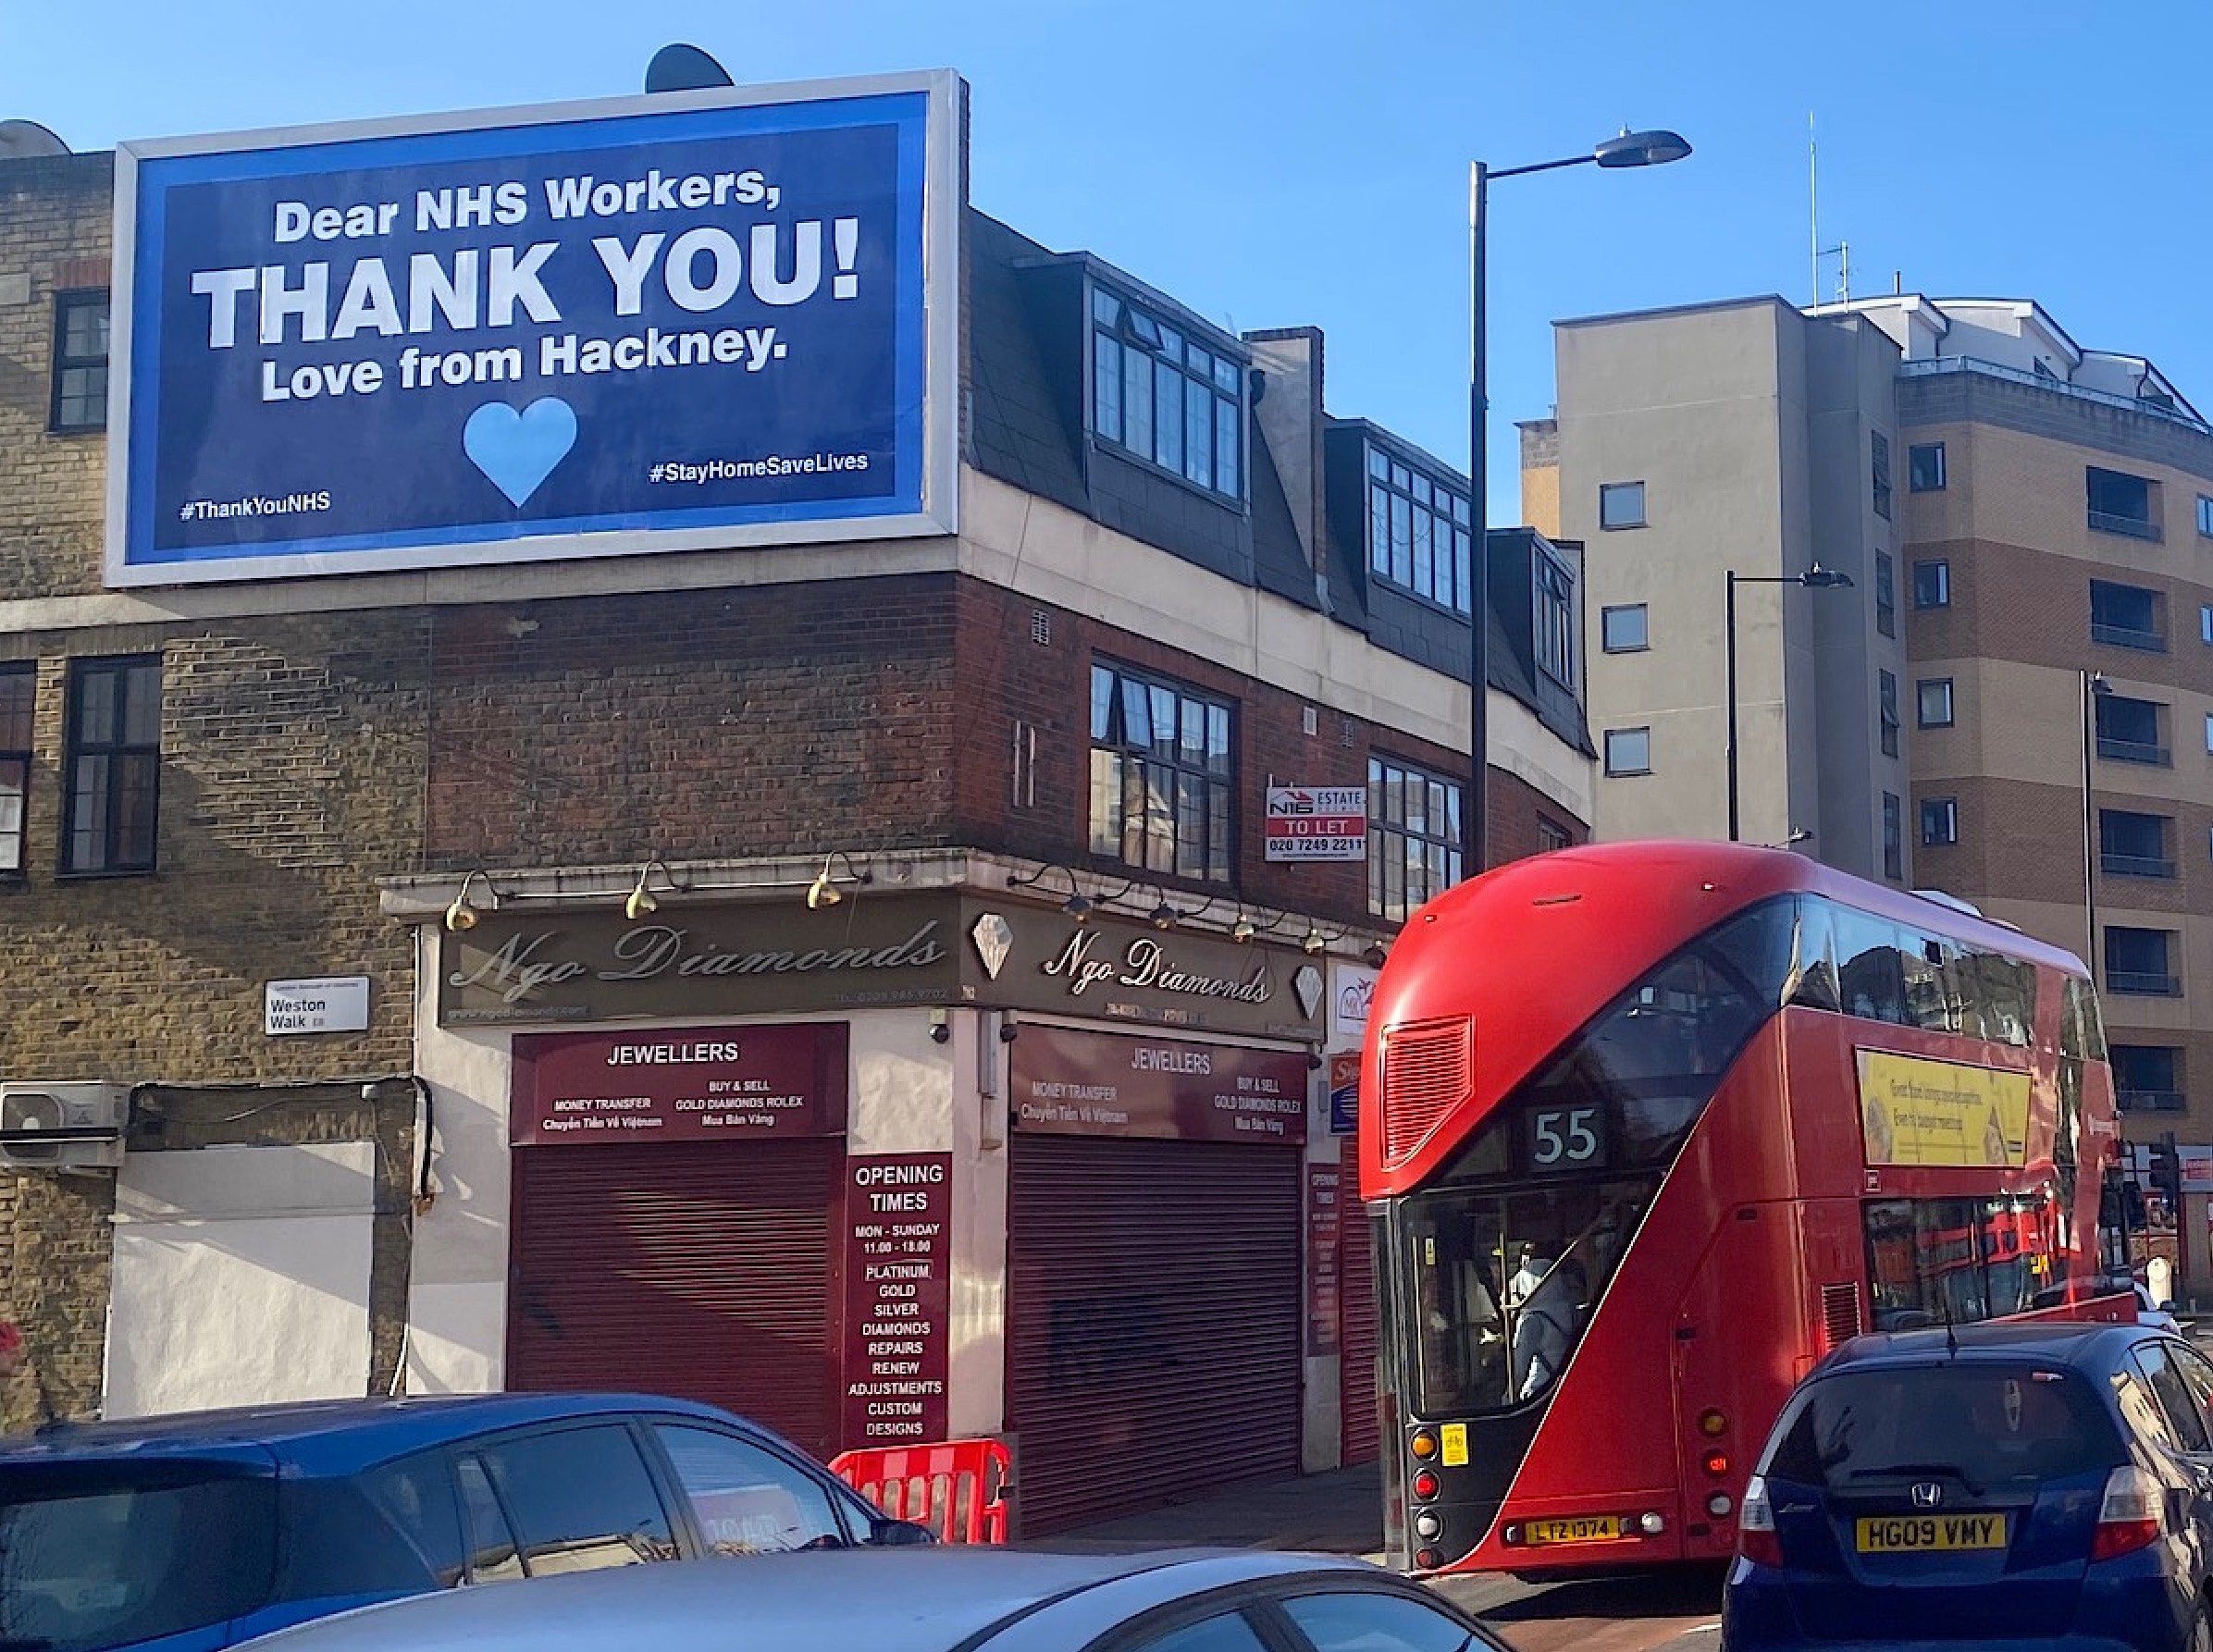 Dear NHS Workers,
THANK YOU!
Love from Hackney.
#ThankYouNHS
#StayHomeSaveLives
N16 ESTATE
TO LET
020 7249 2211
Ngo Diamonds
Ngo Diamonds
Weston
Walk
JEWELLERS
MONEY TRANSFER
Chuyển Tiền Về Việtnam
BUY & SELL
GOLD DIAMONDS ROLEX
Mua Bán Vàng
JEWELLERS
MONEY TRANSFER
Chuyển Tiền Về Việtnam
BUY & SELL
GOLD DIAMONDS ROLEX
Mua Bán Vàng
OPENING
TIMES
MON - SUNDAY
11.00 - 18.00
PLATINUM
GOLD
SILVER
DIAMONDS
REPAIRS
RENEW
ADJUSTMENTS
CUSTOM
DESIGNS
OPENING
TIMES
55
LTZ 1374
HG09 VMY